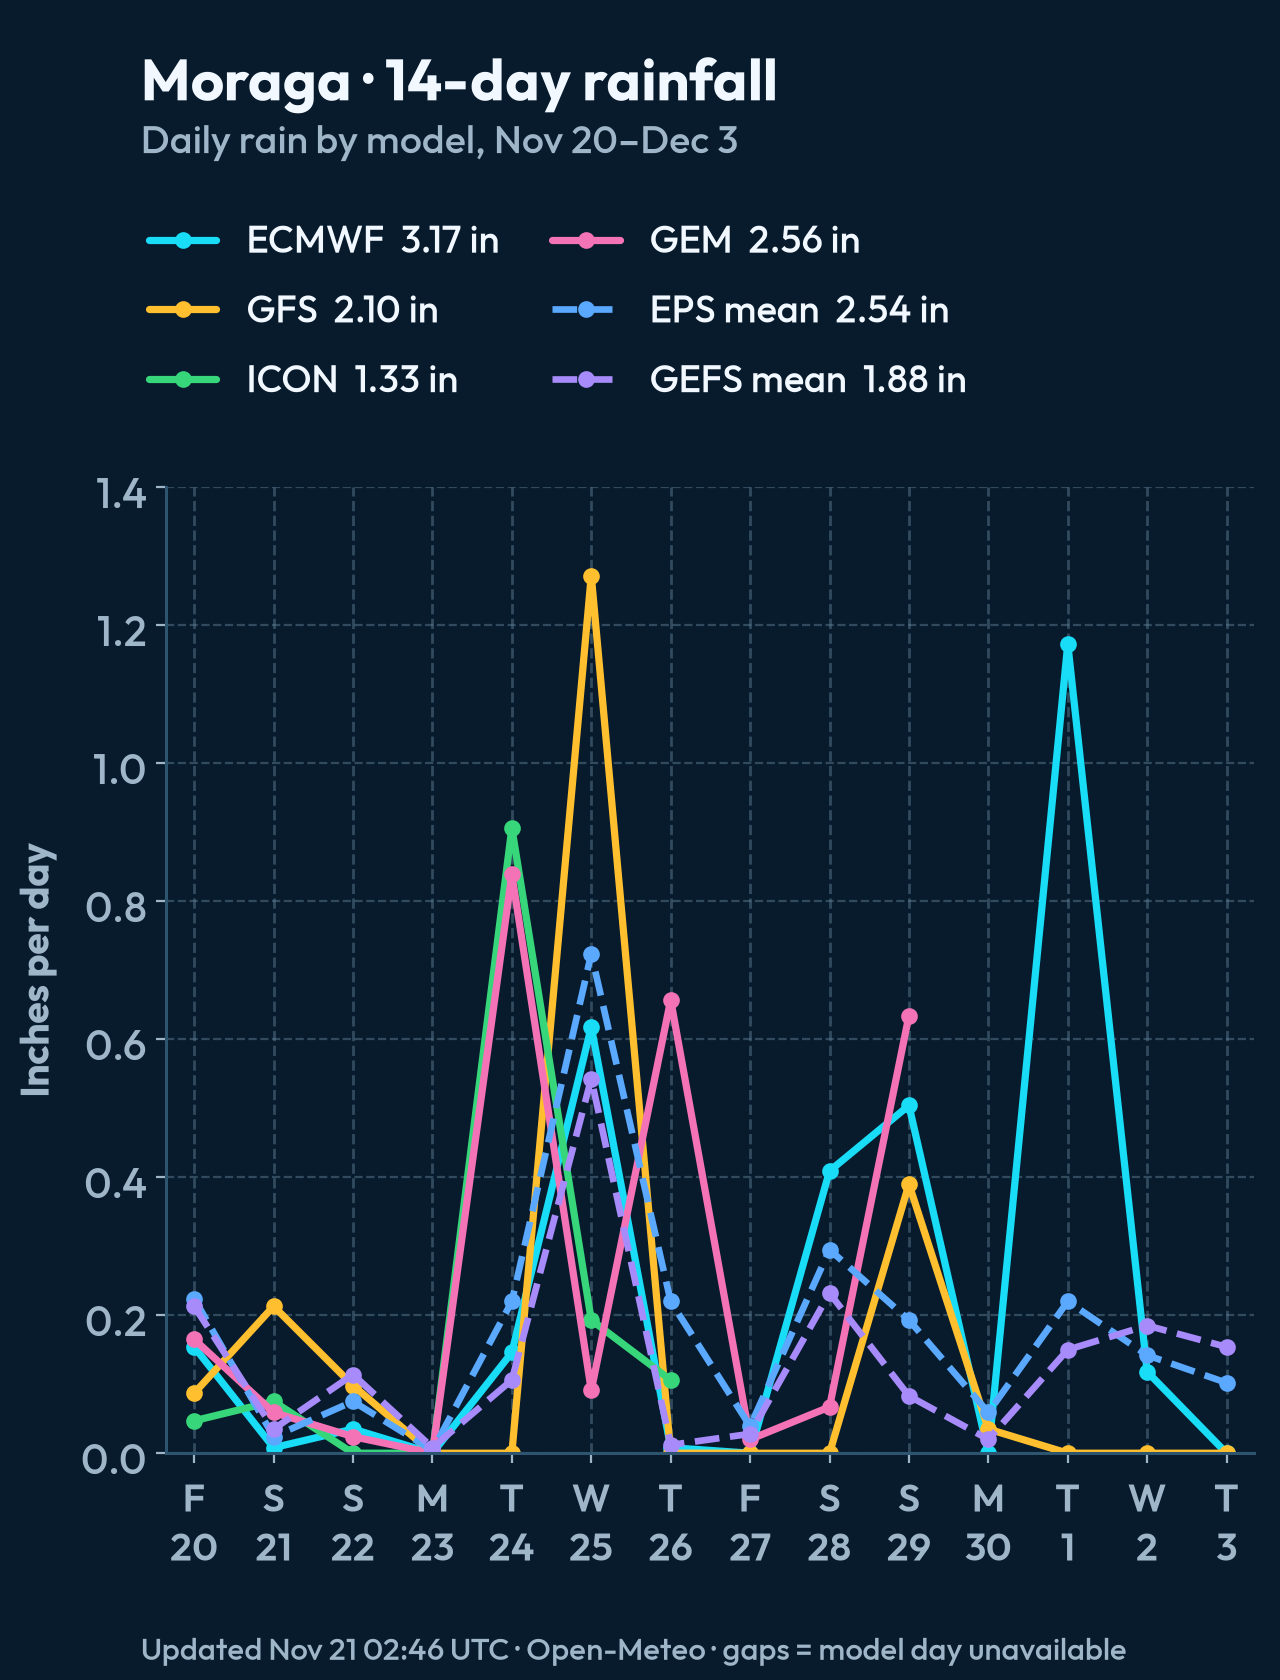 Moraga · 14-day rainfall
Daily rain by model, Nov 20–Dec 3
ECMWF 3.17 in
GFS 2.10 in
ICON 1.33 in
GEM 2.56 in
EPS mean 2.54 in
GEFS mean 1.88 in
Inches per day
1.4
1.2
1.0
0.8
0.6
0.4
0.2
0.0
F S S M T W T F S S M T W T
20 21 22 23 24 25 26 27 28 29 30 1 2 3
Updated Nov 21 02:46 UTC · Open-Meteo · gaps = model day unavailable